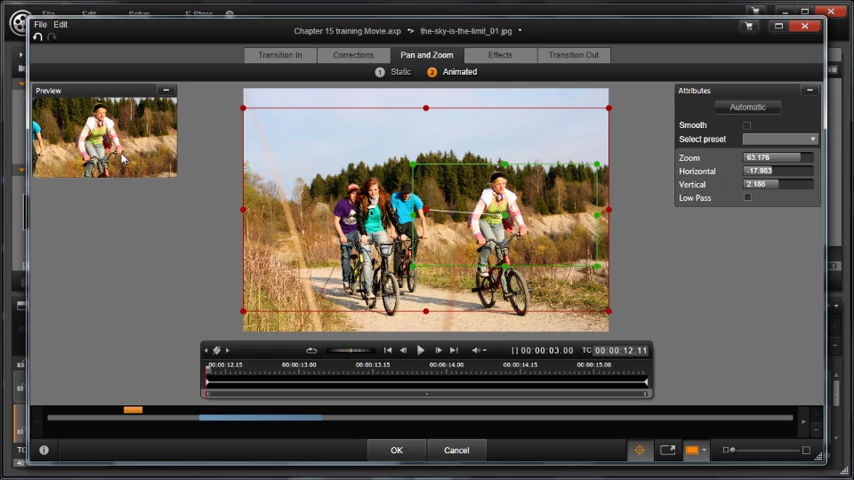 File Edit Setup E-Store
File Edit
Chapter 15 training.Movie.axp *> the-sky-is-the-limit_01.jpg *
Transition In Corrections Pan and Zoom Effects Transition Out
1 Static 2 Animated
Preview
Attributes
Automatic
Smooth
Select preset
Zoom 63.176
Horizontal -17.983
Vertical 2.186
Low Pass
[ ] 00:00:03.00 TC 00:00:12.11
00:00:12.15 00:00:13.00 00:00:13.15 00:00:14.00 00:00:14.15 00:00:15.00
OK Cancel